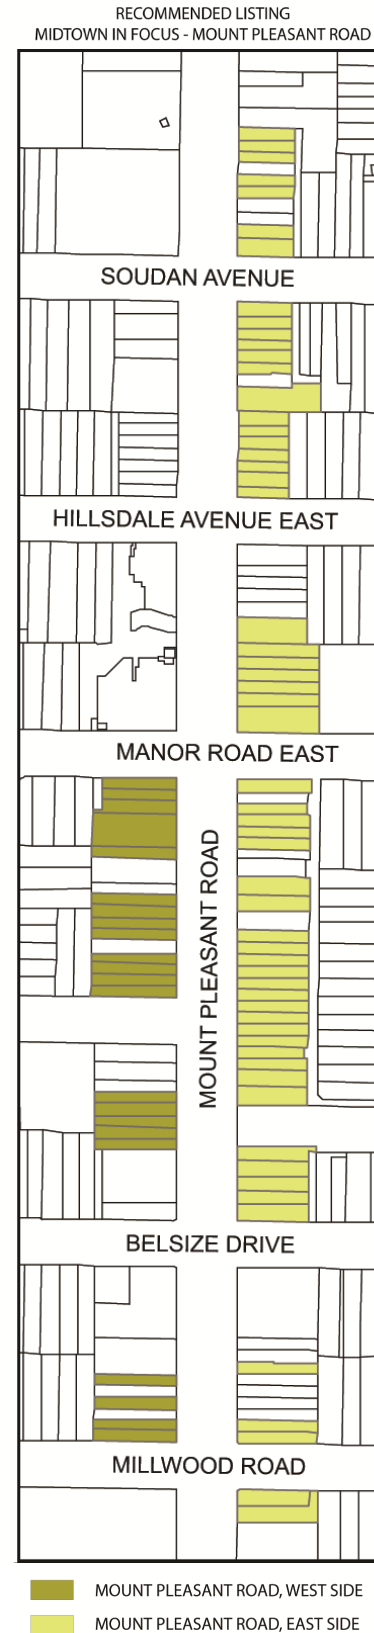 RECOMMENDED LISTING
MIDTOWN IN FOCUS - MOUNT PLEASANT ROAD
SOUDAN AVENUE
HILLSDALE AVENUE EAST
MANOR ROAD EAST
MOUNT PLEASANT ROAD
BELSIZE DRIVE
MILLWOOD ROAD
MOUNT PLEASANT ROAD, WEST SIDE
MOUNT PLEASANT ROAD, EAST SIDE